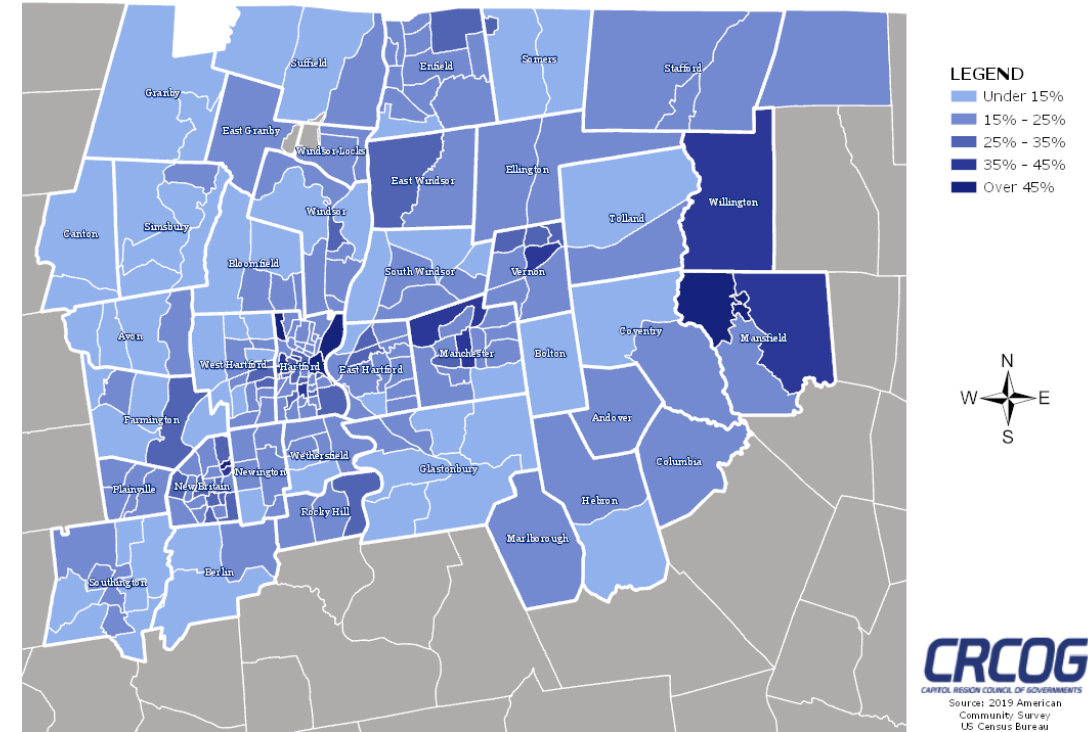 Suffield
Enfield
Somers
Stafford
Granby
East Granby
Windsor Locks
East Windsor
Ellington
Willington
Tolland
Canton
Simsbury
Windsor
Bloomfield
South Windsor
Vernon
Avon
West Hartford
Hartford
East Hartford
Manchester
Bolton
Coventry
Mansfield
Farmington
Andover
Columbia
Plainville
New Britain
Newington
Wethersfield
Glastonbury
Hebron
Rocky Hill
Marlborough
Southington
Berlin
LEGEND
Under 15%
15% - 25%
25% - 35%
35% - 45%
Over 45%
N
W E
S
CRCOG
CAPITOL REGION COUNCIL OF GOVERNMENTS
Source: 2019 American
Community Survey
US Census Bureau